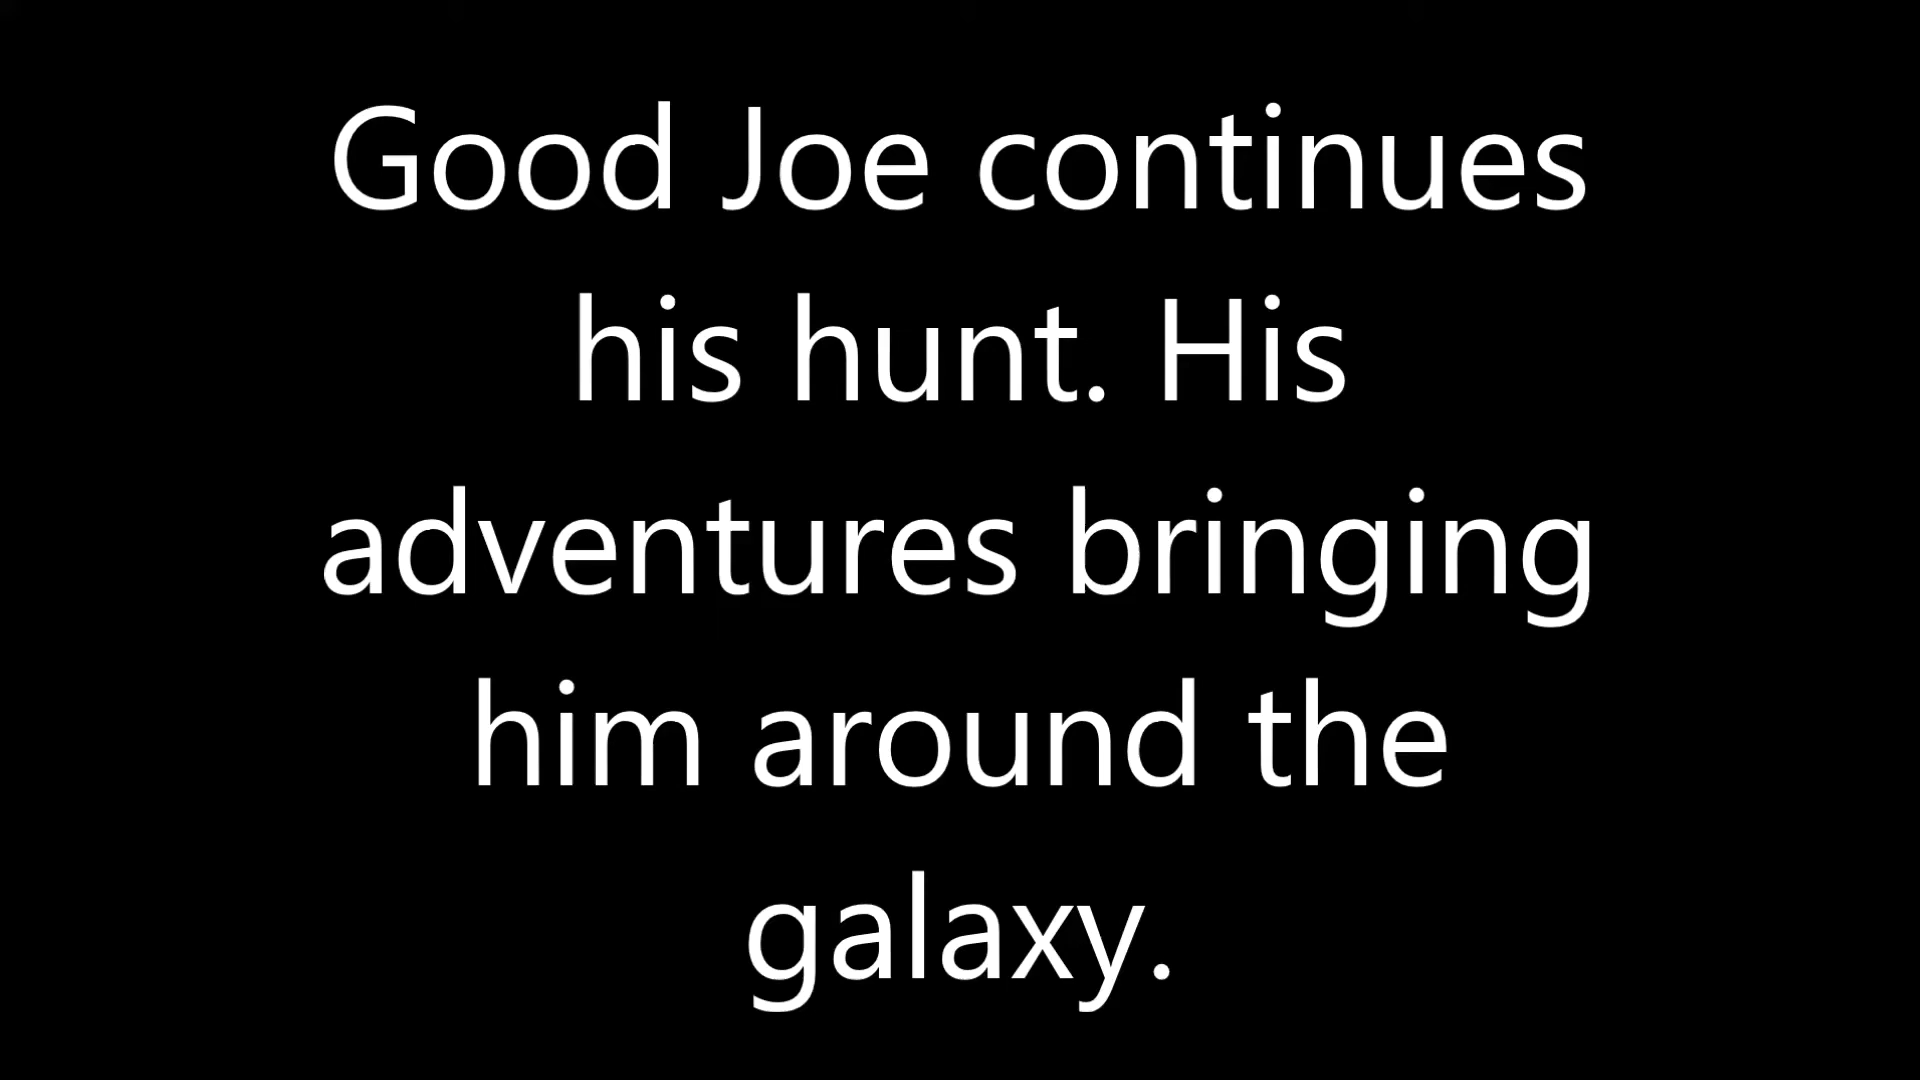 Good Joe continues
his hunt. His
adventures bringing
him around the
galaxy.